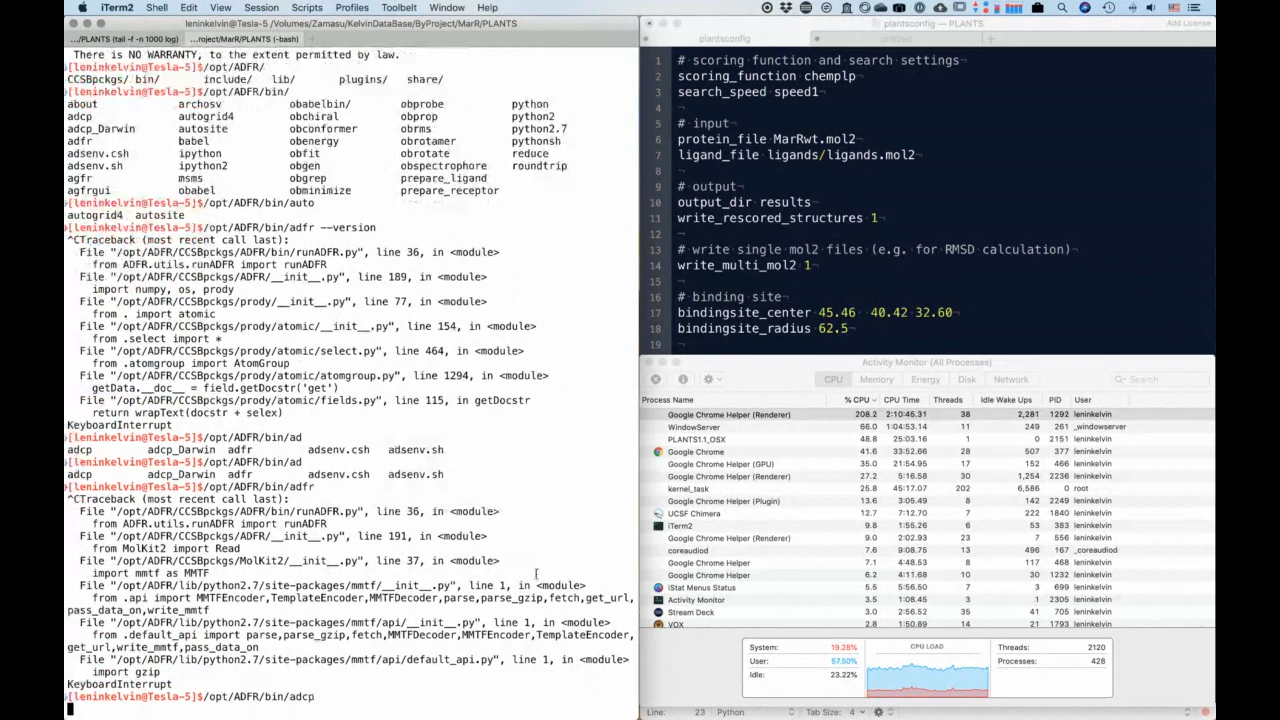 iTerm2 Shell Edit View Session Scripts Profiles Toolbelt Window Help
leninkelvin@Tesla-5 /Volumes/Zamasu/KelvinDataBase/ByProject/MarR/PLANTS
.../PLANTS (tail -f -n 1000 log) ...roject/MarR/PLANTS (-bash)
There is NO WARRANTY, to the extent permitted by law.
[leninkelvin@Tesla-5]$/opt/ADFR/
CCSBpckgs/ bin/ include/ lib/ plugins/ share/
[leninkelvin@Tesla-5]$/opt/ADFR/bin/
about archosv obabelbin/ obprobe python
adcp autogrid4 obchiral obprop python2
adcp_Darwin autosite obconformer obrms python2.7
adfr babel obenergy obrotamer pythonsh
adsenv.csh ipython obfit obrotate reduce
adsenv.sh ipython2 obgen obspectrophore roundtrip
agfr msms obgrep prepare_ligand
agfrgui obabel obminimize prepare_receptor
[leninkelvin@Tesla-5]$/opt/ADFR/bin/auto
autogrid4 autosite
[leninkelvin@Tesla-5]$/opt/ADFR/bin/adfr --version
^CTraceback (most recent call last):
File "/opt/ADFR/CCSBpckgs/ADFR/bin/runADFR.py", line 36, in <module>
from ADFR.utils.runADFR import runADFR
File "/opt/ADFR/CCSBpckgs/ADFR/__init__.py", line 189, in <module>
import numpy, os, prody
File "/opt/ADFR/CCSBpckgs/prody/__init__.py", line 77, in <module>
from . import atomic
File "/opt/ADFR/CCSBpckgs/prody/atomic/__init__.py", line 154, in <module>
from .select import *
File "/opt/ADFR/CCSBpckgs/prody/atomic/select.py", line 464, in <module>
from .atomgroup import AtomGroup
File "/opt/ADFR/CCSBpckgs/prody/atomic/atomgroup.py", line 1294, in <module>
getData.__doc__ = field.getDocstr('get')
File "/opt/ADFR/CCSBpckgs/prody/atomic/fields.py", line 115, in getDocstr
return wrapText(docstr + selex)
KeyboardInterrupt
[leninkelvin@Tesla-5]$/opt/ADFR/bin/ad
adcp adcp_Darwin adfr adsenv.csh adsenv.sh
[leninkelvin@Tesla-5]$/opt/ADFR/bin/ad
adcp adcp_Darwin adfr adsenv.csh adsenv.sh
[leninkelvin@Tesla-5]$/opt/ADFR/bin/adfr
^CTraceback (most recent call last):
File "/opt/ADFR/CCSBpckgs/ADFR/bin/runADFR.py", line 36, in <module>
from ADFR.utils.runADFR import runADFR
File "/opt/ADFR/CCSBpckgs/ADFR/__init__.py", line 191, in <module>
from MolKit2 import Read
File "/opt/ADFR/CCSBpckgs/MolKit2/__init__.py", line 37, in <module>
import mmtf as MMTF
File "/opt/ADFR/lib/python2.7/site-packages/mmtf/__init__.py", line 1, in <module>
from .api import MMTFEncoder,TemplateEncoder,MMTFDecoder,parse,parse_gzip,fetch,get_url,
pass_data_on,write_mmtf
File "/opt/ADFR/lib/python2.7/site-packages/mmtf/api/__init__.py", line 1, in <module>
from .default_api import parse,parse_gzip,fetch,MMTFDecoder,MMTFEncoder,TemplateEncoder,
get_url,write_mmtf,pass_data_on
File "/opt/ADFR/lib/python2.7/site-packages/mmtf/api/default_api.py", line 1, in <module>
import gzip
KeyboardInterrupt
[leninkelvin@Tesla-5]$/opt/ADFR/bin/adcp
plantsconfig — PLANTS Add License
plantsconfig untitled
1 # scoring function and search settings
2 scoring_function chemplp
3 search_speed speed1
4
5 # input
6 protein_file MarRwt.mol2
7 ligand_file ligands/ligands.mol2
8
9 # output
10 output_dir results
11 write_rescored_structures 1
12
13 # write single mol2 files (e.g. for RMSD calculation)
14 write_multi_mol2 1
15
16 # binding site
17 bindingsite_center 45.46 40.42 32.60
18 bindingsite_radius 62.5
19
Activity Monitor (All Processes)
CPU Memory Energy Disk Network Search
Process Name % CPU CPU Time Threads Idle Wake Ups PID User
Google Chrome Helper (Renderer) 208.2 2:10:45.31 38 2,281 1292 leninkelvin
WindowServer 66.0 1:04:53.14 11 249 261 _windowserver
PLANTS1.1_OSX 48.8 25:03.16 1 0 2151 leninkelvin
Google Chrome 41.6 33:52.66 28 507 377 leninkelvin
Google Chrome Helper (GPU) 35.0 21:54.95 17 152 466 leninkelvin
Google Chrome Helper (Renderer) 27.2 5:16.58 30 1,254 2236 leninkelvin
kernel_task 25.8 45:17.07 202 6,586 0 root
Google Chrome Helper (Plugin) 13.6 3:05.49 8 142 2249 leninkelvin
UCSF Chimera 12.7 7:12.70 7 112 1840 leninkelvin
iTerm2 9.8 1:55.26 6 53 383 leninkelvin
Google Chrome Helper (Renderer) 9.0 2:02.93 23 7 556 leninkelvin
coreaudiod 7.6 9:08.75 13 496 167 _coreaudiod
Google Chrome Helper 7.1 4:48.53 8 117 468 leninkelvin
Google Chrome Helper 6.2 4:11.68 10 30 1232 leninkelvin
iStat Menus Status 5.5 5:56.50 7 13 631 leninkelvin
Activity Monitor 3.5 1:08.45 3 1 2305 leninkelvin
Stream Deck 3.0 2:56.52 35 41 705 leninkelvin
VOX 2.9 1:50.89 14 67 1793 leninkelvin
System: 19.28% CPU LOAD Threads: 2120
User: 57.50% Processes: 428
Idle: 23.22%
Line: 23 Python Tab Size: 4